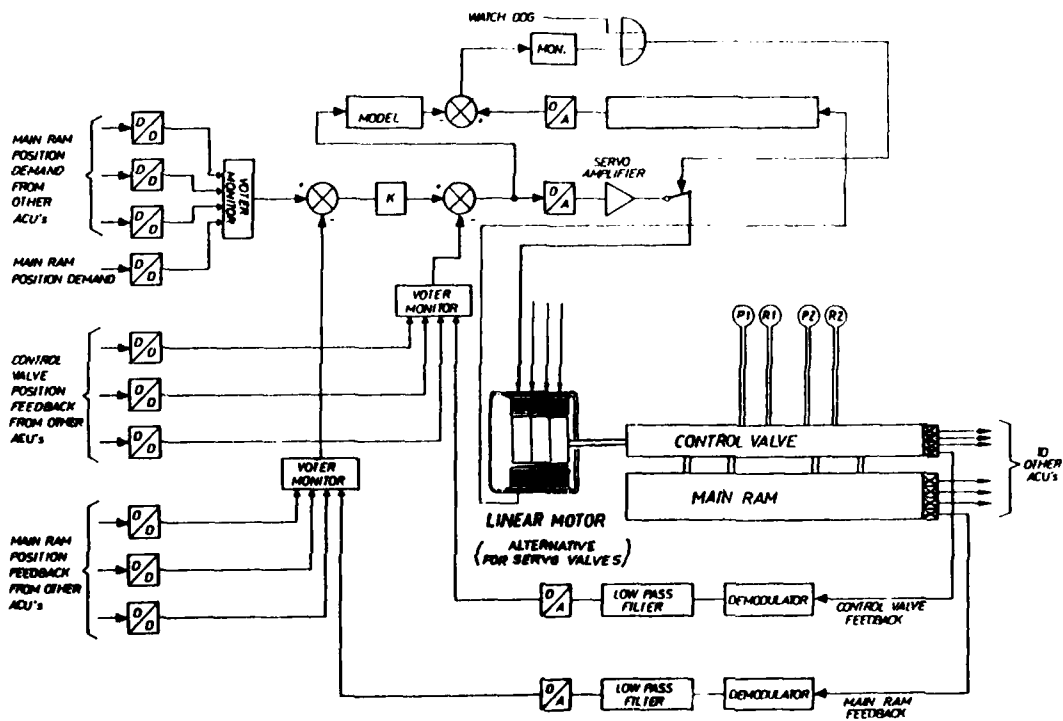 WATCH DOG
MON.
MODEL
D/A
MAIN RAM
POSITION
DEMAND
FROM
OTHER
ACU's
D/D
D/D
D/D
VOTER
MONITOR
K
D/A
SERVO
AMPLIFIER
MAIN RAM
POSITION DEMAND
D/D
VOTER
MONITOR
P1
R1
P2
R2
CONTROL
VALVE
POSITION
FEEDBACK
FROM OTHER
ACU's
D/D
D/D
D/D
CONTROL VALVE
MAIN RAM
TO
OTHER
ACU's
VOTER
MONITOR
LINEAR MOTOR
(ALTERNATIVE
FOR SERVO VALVES)
MAIN RAM
POSITION
FEEDBACK
FROM OTHER
ACU's
D/D
D/D
D/D
D/A
LOW PASS
FILTER
DEMODULATOR
CONTROL VALVE
FEEDBACK
D/A
LOW PASS
FILTER
DEMODULATOR
MAIN RAM
FEEDBACK